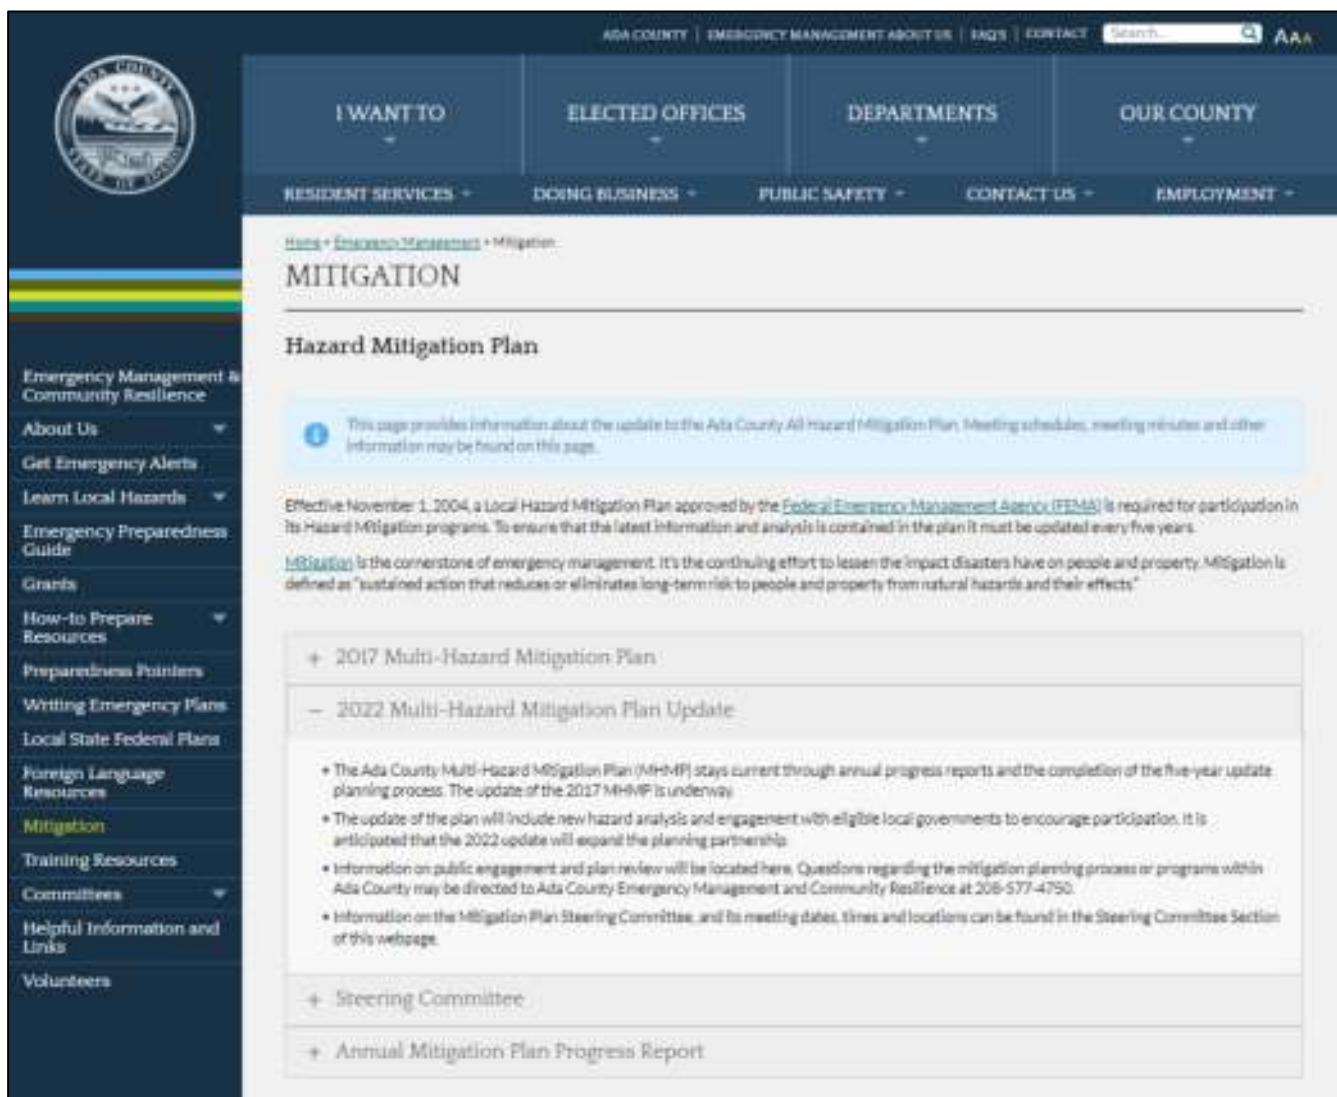 ADA COUNTY | EMERGENCY MANAGEMENT ABOUT US | FAQ'S | CONTACT
Search...
AAA
ADA COUNTY
STATE OF IDAHO
I WANT TO
ELECTED OFFICES
DEPARTMENTS
OUR COUNTY
RESIDENT SERVICES
DOING BUSINESS
PUBLIC SAFETY
CONTACT US
EMPLOYMENT
Home • Emergency Management • Mitigation
MITIGATION
Hazard Mitigation Plan
This page provides information about the update to the Ada County All Hazard Mitigation Plan. Meeting schedules, meeting minutes and other
information may be found on this page.
Effective November 1, 2004, a Local Hazard Mitigation Plan approved by the Federal Emergency Management Agency (FEMA) is required for participation in
its Hazard Mitigation programs. To ensure that the latest information and analysis is contained in the plan it must be updated every five years.
Mitigation is the cornerstone of emergency management. It's the continuing effort to lessen the impact disasters have on people and property. Mitigation is
defined as "sustained action that reduces or eliminates long-term risk to people and property from natural hazards and their effects."
+ 2017 Multi-Hazard Mitigation Plan
− 2022 Multi-Hazard Mitigation Plan Update
• The Ada County Multi-Hazard Mitigation Plan (MHMP) stays current through annual progress reports and the completion of the five-year update
planning process. The update of the 2017 MHMP is underway.
• The update of the plan will include new hazard analysis and engagement with eligible local governments to encourage participation. It is
anticipated that the 2022 update will expand the planning partnership.
• Information on public engagement and plan review will be located here. Questions regarding the mitigation planning process or programs within
Ada County may be directed to Ada County Emergency Management and Community Resilience at 208-577-4750.
• Information on the Mitigation Plan Steering Committee, and its meeting dates, times and locations can be found in the Steering Committee Section
of this webpage.
+ Steering Committee
+ Annual Mitigation Plan Progress Report
Emergency Management &
Community Resilience
About Us
Get Emergency Alerts
Learn Local Hazards
Emergency Preparedness
Guide
Grants
How-to Prepare
Resources
Preparedness Pointers
Writing Emergency Plans
Local State Federal Plans
Foreign Language
Resources
Mitigation
Training Resources
Committees
Helpful Information and
Links
Volunteers